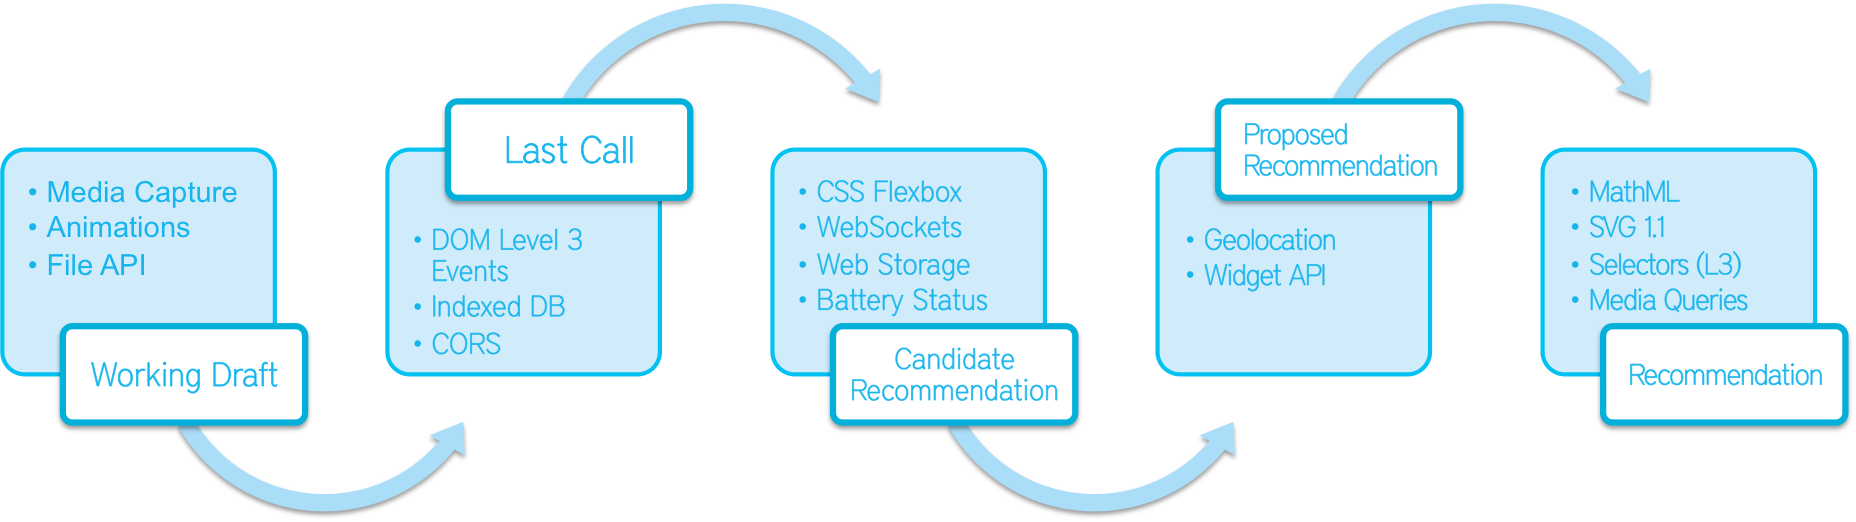 • Media Capture
• Animations
• File API
Working Draft
Last Call
• DOM Level 3
Events
• Indexed DB
• CORS
• CSS Flexbox
• WebSockets
• Web Storage
• Battery Status
Candidate
Recommendation
Proposed
Recommendation
• Geolocation
• Widget API
• MathML
• SVG 1.1
• Selectors (L3)
• Media Queries
Recommendation